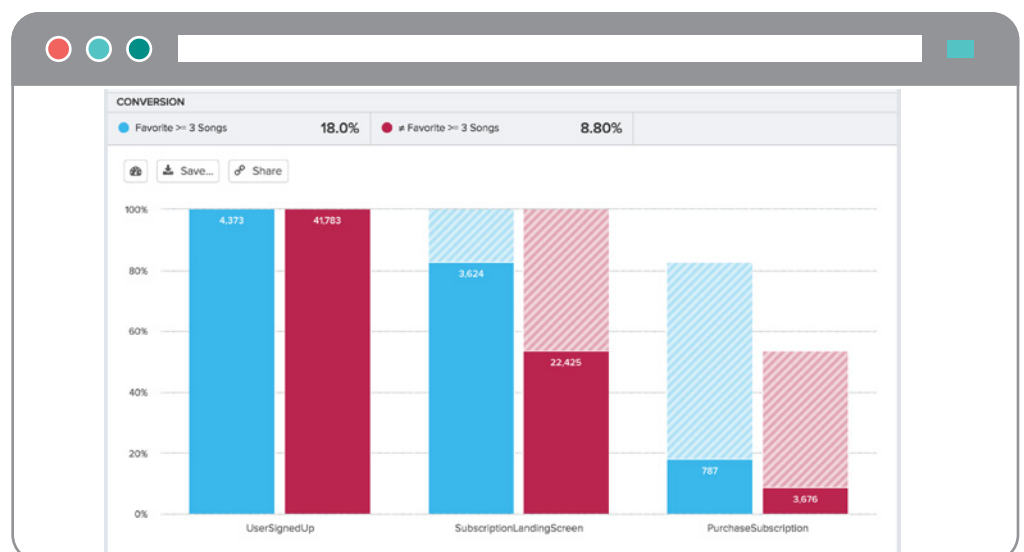 CONVERSION
Favorite >= 3 Songs 18.0% ≠ Favorite >= 3 Songs 8.80%
Save... Share
100%
4,373 41,783
80%
3,624
60%
22,425
40%
20%
787
3,676
0%
UserSignedUp SubscriptionLandingScreen PurchaseSubscription